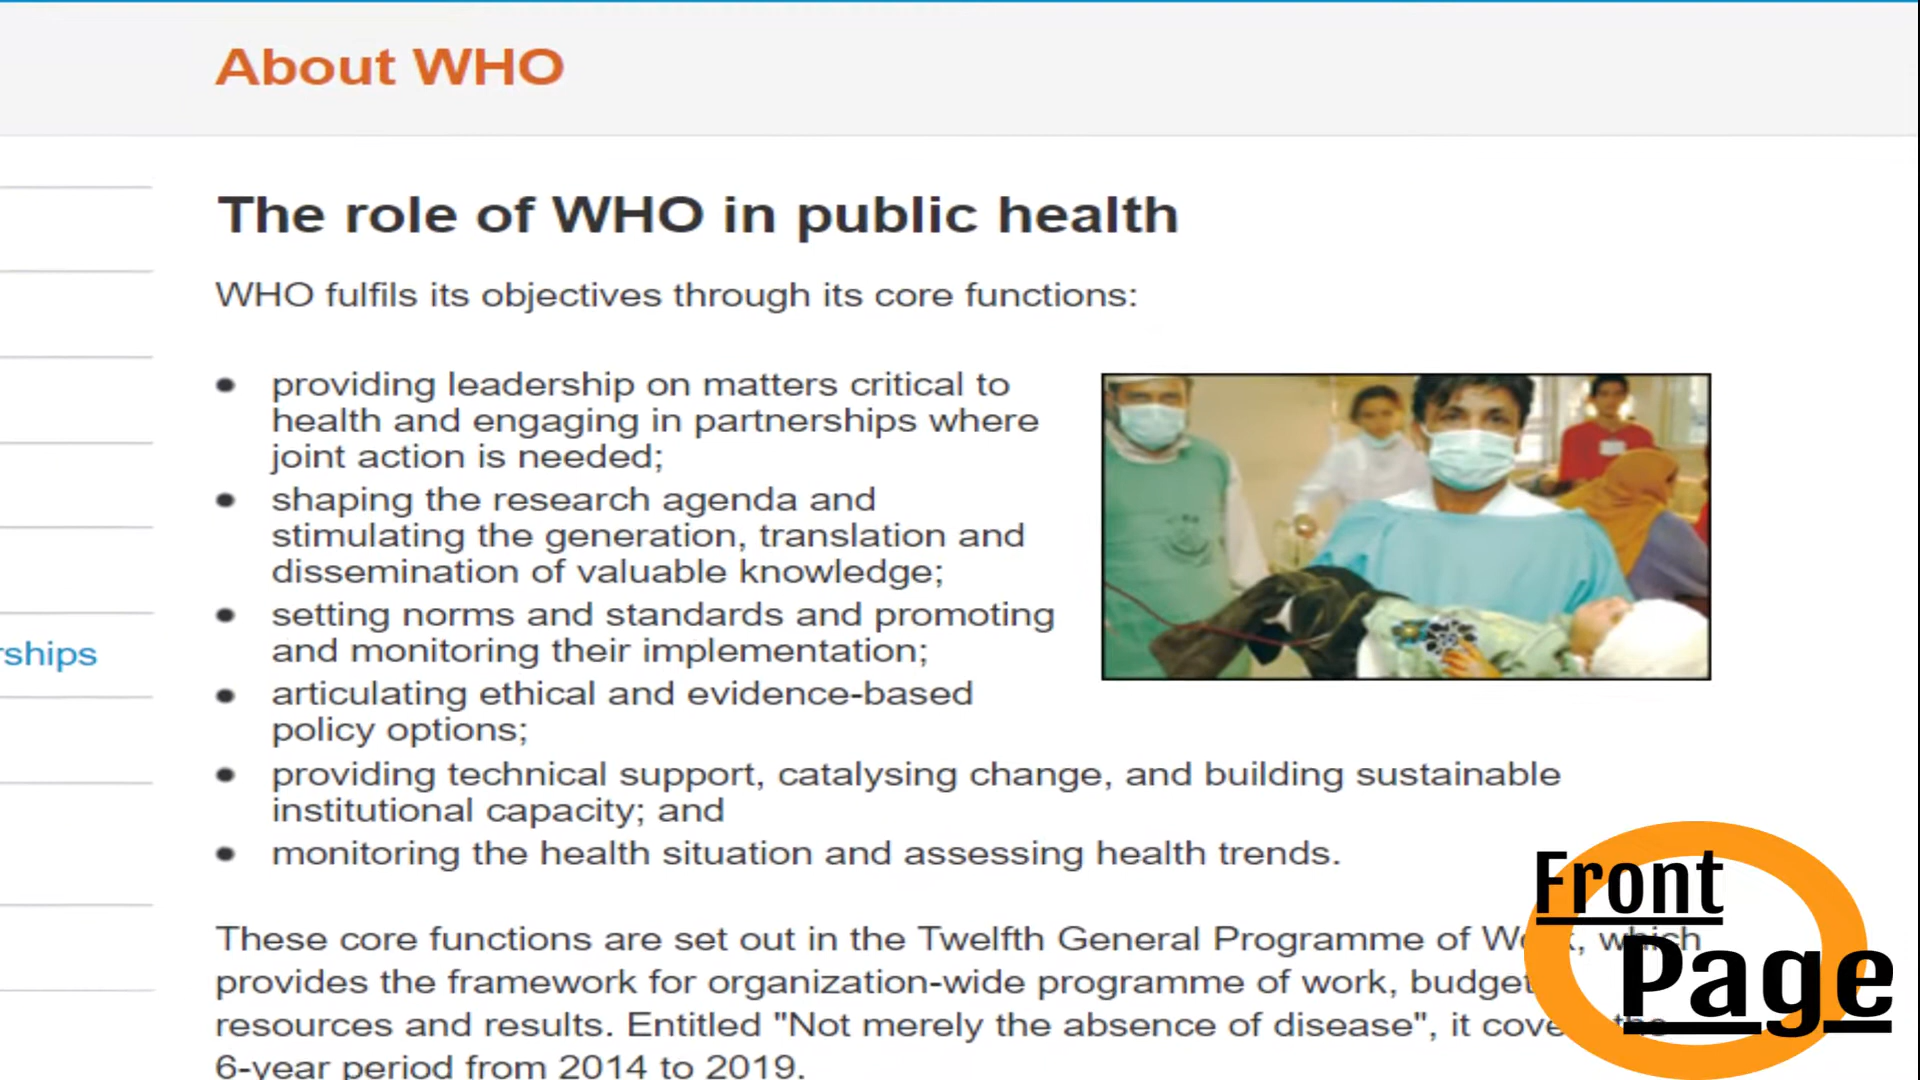 About WHO
The role of WHO in public health
WHO fulfils its objectives through its core functions:
providing leadership on matters critical to
health and engaging in partnerships where
joint action is needed;
shaping the research agenda and
stimulating the generation, translation and
dissemination of valuable knowledge;
setting norms and standards and promoting
and monitoring their implementation;
rships
articulating ethical and evidence-based
policy options;
providing technical support, catalysing change, and building sustainable
institutional capacity; and
monitoring the health situation and assessing health trends.
These core functions are set out in the Twelfth General Programme of Work, which
provides the framework for organization-wide programme of work, budget
resources and results. Entitled "Not merely the absence of disease", it covers the
6-year period from 2014 to 2019.
Front
Page